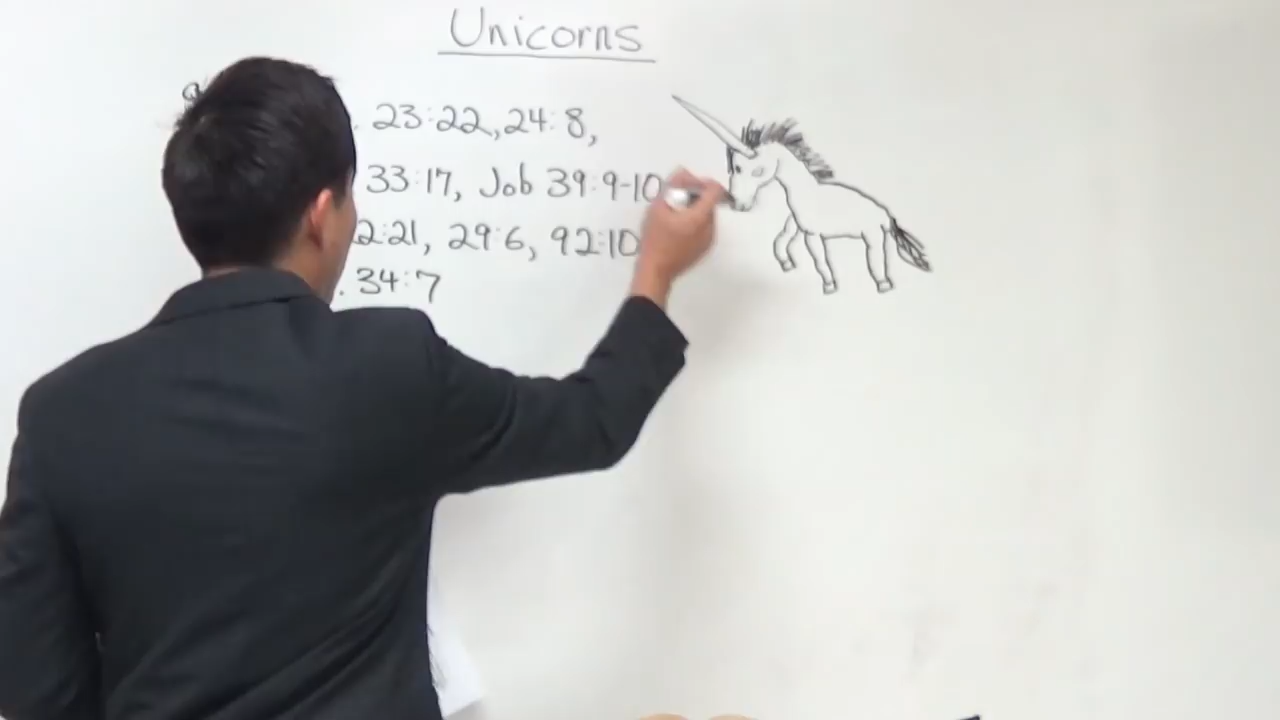 Unicorns
. 23:22, 24:8,
33:17, Job 39:9-10
2:21, 29:6, 92:10
. 34:7